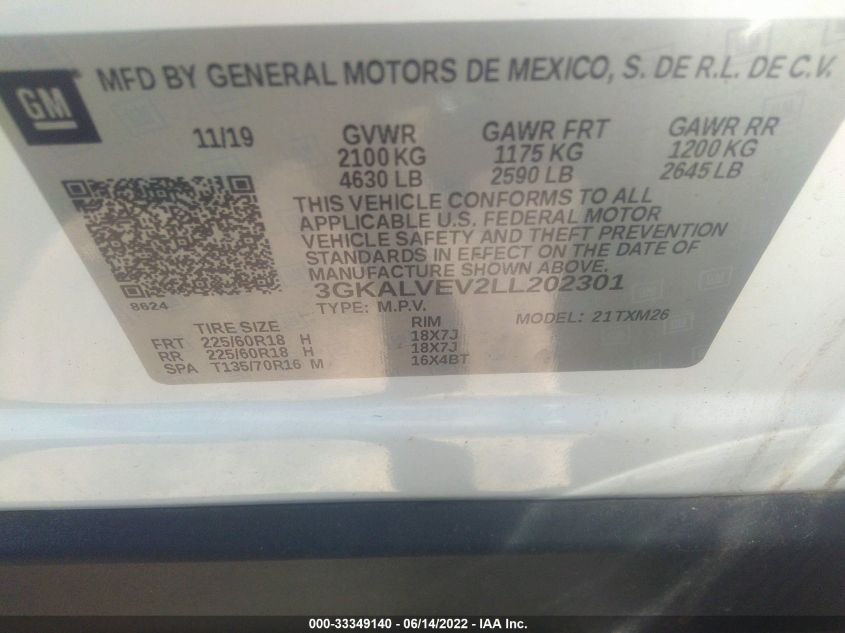 GM
MFD BY GENERAL MOTORS DE MEXICO, S. DE R.L. DE C.V.
11/19 GVWR GAWR FRT GAWR RR
2100 KG 1175 KG 1200 KG
4630 LB 2590 LB 2645 LB
THIS VEHICLE CONFORMS TO ALL
APPLICABLE U.S. FEDERAL MOTOR
VEHICLE SAFETY AND THEFT PREVENTION
STANDARDS IN EFFECT ON THE DATE OF
MANUFACTURE SHOWN ABOVE.
3GKALVEV2LL202301
8624
TYPE: M.P.V. MODEL: 21TXM26
TIRE SIZE RIM
FRT 225/60R18 H 18X7J
RR 225/60R18 H 18X7J
SPA T135/70R16 M 16X4BT
000-33349140 - 06/14/2022 - IAA Inc.